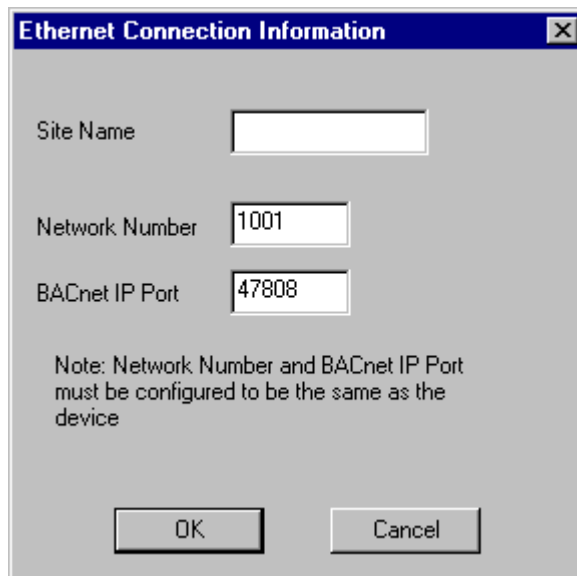 Ethernet Connection Information
Site Name
Network Number 1001
BACnet IP Port 47808
Note: Network Number and BACnet IP Port
must be configured to be the same as the
device
OK Cancel